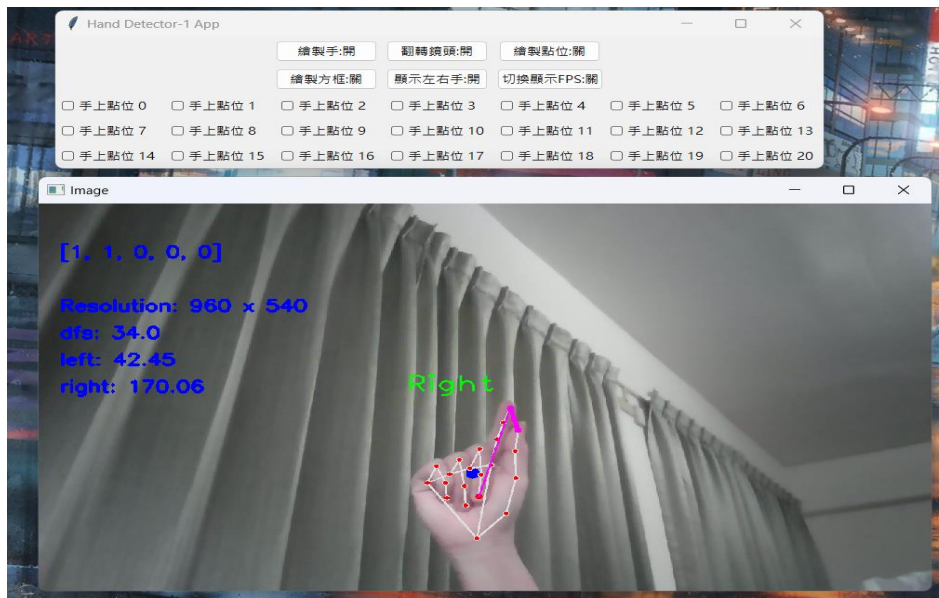 Hand Detector-1 App
繪製手:開 翻轉鏡頭:開 繪製點位:關
繪製方框:關 顯示左右手:開 切換顯示FPS:關
手上點位 0 手上點位 1 手上點位 2 手上點位 3 手上點位 4 手上點位 5 手上點位 6
手上點位 7 手上點位 8 手上點位 9 手上點位 10 手上點位 11 手上點位 12 手上點位 13
手上點位 14 手上點位 15 手上點位 16 手上點位 17 手上點位 18 手上點位 19 手上點位 20
Image
[1, 1, 0, 0, 0]
Resolution: 960 x 540
dfs: 34.0
left: 42.45
right: 170.06
Right